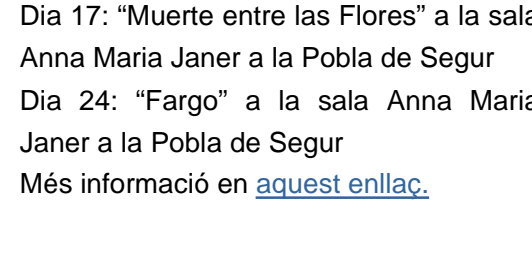 Dia 17: “Muerte entre las Flores” a la sala
Anna Maria Janer a la Pobla de Segur
Dia 24: “Fargo” a la sala Anna Maria
Janer a la Pobla de Segur
Més informació en aquest enllaç.